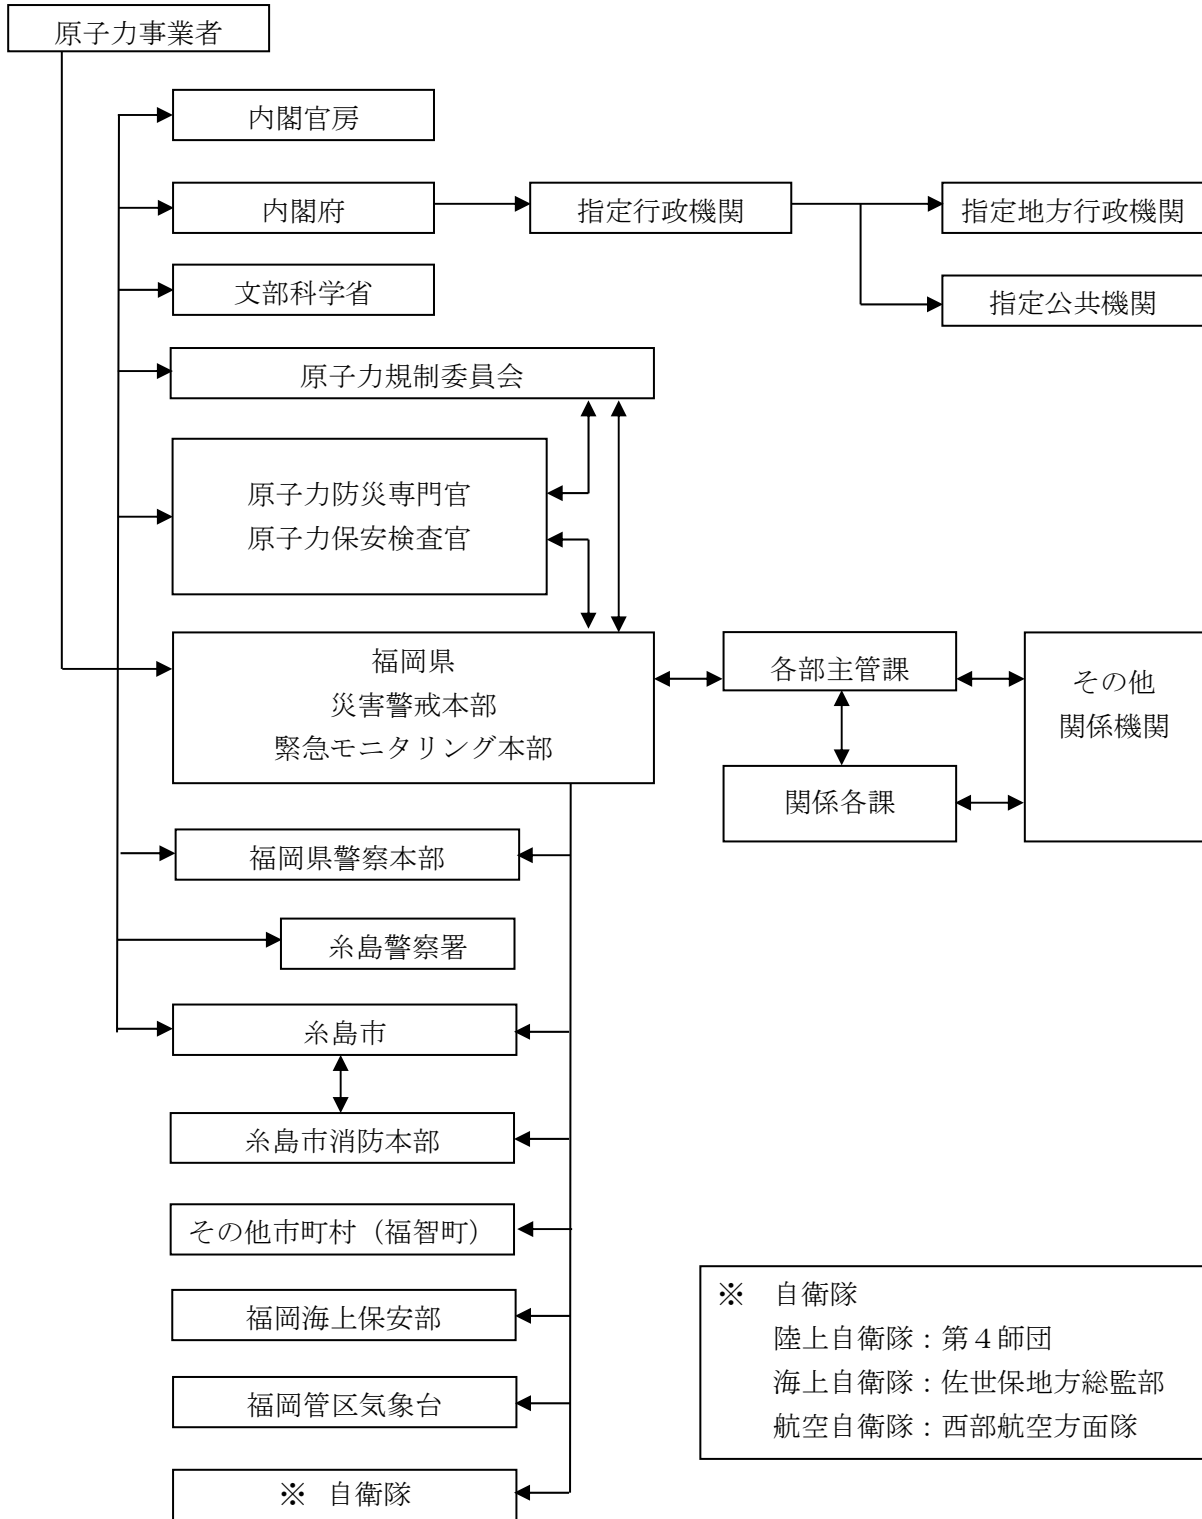 原子力事業者
内閣官房
内閣府
指定行政機関
指定地方行政機関
文部科学省
指定公共機関
原子力規制委員会
原子力防災専門官
原子力保安検査官
福岡県
災害警戒本部
緊急モニタリング本部
各部主管課
その他
関係機関
関係各課
福岡県警察本部
糸島警察署
糸島市
糸島市消防本部
その他市町村（福智町）
福岡海上保安部
福岡管区気象台
※ 自衛隊
※ 自衛隊
陸上自衛隊：第４師団
海上自衛隊：佐世保地方総監部
航空自衛隊：西部航空方面隊